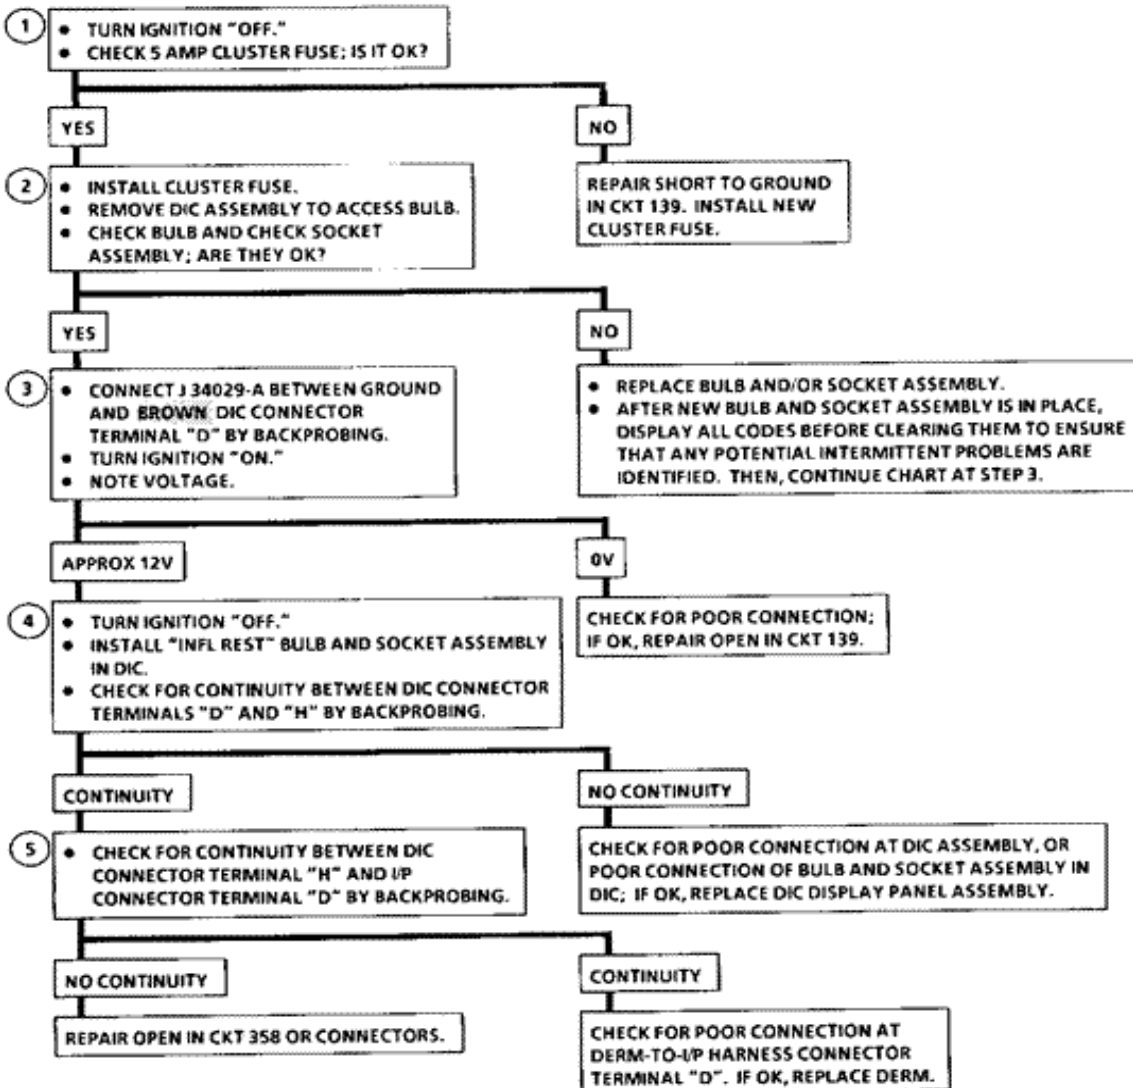 1
• TURN IGNITION "OFF."
• CHECK 5 AMP CLUSTER FUSE; IS IT OK?
YES
NO
2
• INSTALL CLUSTER FUSE.
• REMOVE DIC ASSEMBLY TO ACCESS BULB.
• CHECK BULB AND CHECK SOCKET
ASSEMBLY; ARE THEY OK?
REPAIR SHORT TO GROUND
IN CKT 139. INSTALL NEW
CLUSTER FUSE.
YES
NO
3
• CONNECT J 34029-A BETWEEN GROUND
AND BROWN DIC CONNECTOR
TERMINAL "D" BY BACKPROBING.
• TURN IGNITION "ON."
• NOTE VOLTAGE.
• REPLACE BULB AND/OR SOCKET ASSEMBLY.
• AFTER NEW BULB AND SOCKET ASSEMBLY IS IN PLACE,
DISPLAY ALL CODES BEFORE CLEARING THEM TO ENSURE
THAT ANY POTENTIAL INTERMITTENT PROBLEMS ARE
IDENTIFIED. THEN, CONTINUE CHART AT STEP 3.
APPROX 12V
0V
4
• TURN IGNITION "OFF."
• INSTALL "INFL REST" BULB AND SOCKET ASSEMBLY
IN DIC.
• CHECK FOR CONTINUITY BETWEEN DIC CONNECTOR
TERMINALS "D" AND "H" BY BACKPROBING.
CHECK FOR POOR CONNECTION;
IF OK, REPAIR OPEN IN CKT 139.
CONTINUITY
NO CONTINUITY
5
• CHECK FOR CONTINUITY BETWEEN DIC
CONNECTOR TERMINAL "H" AND I/P
CONNECTOR TERMINAL "D" BY BACKPROBING.
CHECK FOR POOR CONNECTION AT DIC ASSEMBLY, OR
POOR CONNECTION OF BULB AND SOCKET ASSEMBLY IN
DIC; IF OK, REPLACE DIC DISPLAY PANEL ASSEMBLY.
NO CONTINUITY
CONTINUITY
REPAIR OPEN IN CKT 358 OR CONNECTORS.
CHECK FOR POOR CONNECTION AT
DERM-TO-I/P HARNESS CONNECTOR
TERMINAL "D". IF OK, REPLACE DERM.